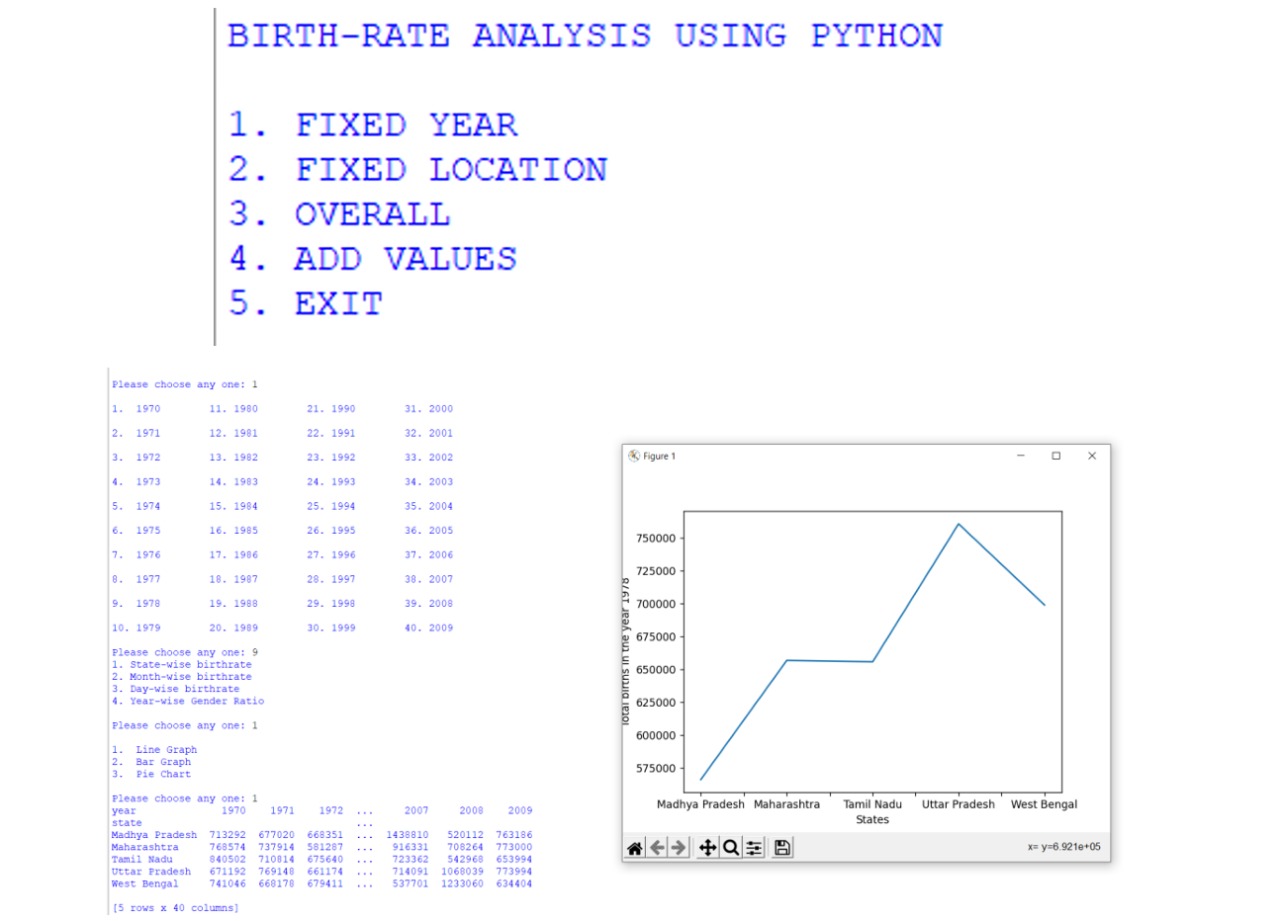 BIRTH-RATE ANALYSIS USING PYTHON
1. FIXED YEAR
2. FIXED LOCATION
3. OVERALL
4. ADD VALUES
5. EXIT
Please choose any one: 1
1. 1970 11. 1980 21. 1990 31. 2000
2. 1971 12. 1981 22. 1991 32. 2001
3. 1972 13. 1982 23. 1992 33. 2002
4. 1973 14. 1983 24. 1993 34. 2003
5. 1974 15. 1984 25. 1994 35. 2004
6. 1975 16. 1985 26. 1995 36. 2005
7. 1976 17. 1986 27. 1996 37. 2006
8. 1977 18. 1987 28. 1997 38. 2007
9. 1978 19. 1988 29. 1998 39. 2008
10. 1979 20. 1989 30. 1999 40. 2009
Please choose any one: 9
1. State-wise birthrate
2. Month-wise birthrate
3. Day-wise birthrate
4. Year-wise Gender Ratio
Please choose any one: 1
1. Line Graph
2. Bar Graph
3. Pie Chart
Please choose any one: 1
year 1970 1971 1972 ... 2007 2008 2009
state ...
Madhya Pradesh 713292 677020 668351 ... 1438810 520112 763186
Maharashtra 768574 737914 581287 ... 916331 708264 773000
Tamil Nadu 840502 710814 675640 ... 723362 542968 653994
Uttar Pradesh 671192 769148 661174 ... 714091 1068039 773994
West Bengal 741046 668178 679411 ... 537701 1233060 634404
[5 rows x 40 columns]
Figure 1
Total births in the year 1978
750000
725000
700000
675000
650000
625000
600000
575000
Madhya Pradesh Maharashtra Tamil Nadu Uttar Pradesh West Bengal
States
x= y=6.921e+05